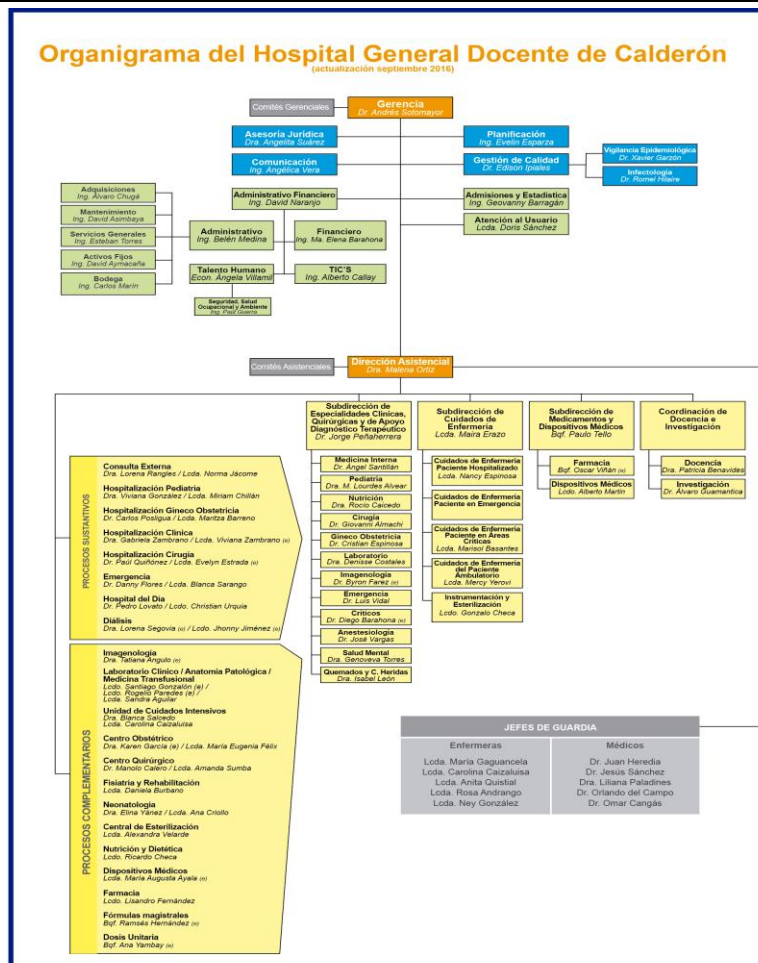 Organigrama del Hospital General Docente de Calderón
(actualización septiembre 2016)
Comités Gerenciales
Gerencia
Dr. Andrés Sotomayor
Asesoría Jurídica
Dra. Angelita Suárez
Planificación
Ing. Evelin Esparza
Comunicación
Ing. Angélica Vera
Gestión de Calidad
Dr. Edison Ipiales
Vigilancia Epidemiológica
Dr. Xavier Garzón
Infectología
Dr. Romel Hilaire
Adquisiciones
Ing. Álvaro Chugá
Mantenimiento
Ing. David Asimbaya
Servicios Generales
Ing. Esteban Torres
Activos Fijos
Ing. David Aymacaña
Bodega
Ing. Carlos Marín
Administrativo Financiero
Ing. David Naranjo
Administrativo
Ing. Belén Medina
Financiero
Ing. Ma. Elena Barahona
Talento Humano
Econ. Ángela Villamil
TIC'S
Ing. Alberto Callay
Seguridad, Salud
Ocupacional y Ambiente
Ing. Paúl Guerra
Admisiones y Estadística
Ing. Geovanny Barragán
Atención al Usuario
Lcda. Doris Sánchez
Comités Asistenciales
Dirección Asistencial
Dra. Malena Ortiz
Subdirección de
Especialidades Clínicas,
Quirúrgicas y de Apoyo
Diagnóstico Terapéutico
Dr. Jorge Peñaherrera
Medicina Interna
Dr. Ángel Santillán
Pediatría
Dra. M. Lourdes Alvear
Nutrición
Dra. Rocío Caicedo
Cirugía
Dr. Giovanni Almachi
Gineco Obstetricia
Dr. Cristian Espinosa
Laboratorio
Dra. Denisse Costales
Imagenología
Dr. Byron Farez (e)
Emergencia
Dr. Luis Vidal
Críticos
Dr. Diego Barahona (e)
Anestesiología
Dr. José Vargas
Salud Mental
Dra. Genoveva Torres
Quemados y C. Heridas
Dra. Isabel León
Subdirección de
Cuidados de
Enfermería
Lcda. Maira Erazo
Cuidados de Enfermería
Paciente Hospitalizado
Lcda. Nancy Espinosa
Cuidados de Enfermería
Paciente en Emergencia
Cuidados de Enfermería
Paciente en Áreas
Críticas
Lcda. Marisol Basantes
Cuidados de Enfermería
del Paciente
Ambulatorio
Lcda. Mercy Yerovi
Instrumentación y
Esterilización
Lcdo. Gonzalo Checa
Subdirección de
Medicamentos y
Dispositivos Médicos
Bqf. Paulo Tello
Farmacia
Bqf. Oscar Viñán (e)
Dispositivos Médicos
Lcdo. Alberto Martin
Coordinación de
Docencia e
Investigación
Docencia
Dra. Patricia Benavides
Investigación
Dr. Álvaro Guamantica
PROCESOS SUSTANTIVOS
Consulta Externa
Dra. Lorena Rangles / Lcda. Norma Jácome
Hospitalización Pediatría
Dra. Viviana González / Lcda. Miriam Chillán
Hospitalización Gineco Obstetricia
Dr. Carlos Posligua / Lcda. Maritza Barreno
Hospitalización Clínica
Dra. Gabriela Zambrano / Lcda. Viviana Zambrano (e)
Hospitalización Cirugía
Dr. Paúl Quiñónez / Lcda. Evelyn Estrada (e)
Emergencia
Dr. Danny Flores / Lcda. Blanca Sarango
Hospital del Día
Dr. Pedro Lovato / Lcdo. Christian Urquia
Diálisis
Dra. Lorena Segovia (e) / Lcdo. Jhonny Jiménez (e)
PROCESOS COMPLEMENTARIOS
Imagenología
Dra. Tatiana Angulo (e)
Laboratorio Clínico / Anatomía Patológica /
Medicina Transfusional
Lcdo. Santiago Gonzalón (e) /
Lcdo. Rogelio Paredes (e) /
Lcda. Sandra Aguilar
Unidad de Cuidados Intensivos
Dra. Blanca Salcedo
Lcda. Carolina Caizaluisa
Centro Obstétrico
Dra. Karen García (e) / Lcda. María Eugenia Félix
Centro Quirúrgico
Dr. Manolo Calero / Lcda. Amanda Sumba
Fisiatría y Rehabilitación
Lcda. Daniela Burbano
Neonatología
Dra. Elina Yánez / Lcda. Ana Criollo
Central de Esterilización
Lcda. Alexandra Velarde
Nutrición y Dietética
Lcdo. Ricardo Checa
Dispositivos Médicos
Lcda. María Augusta Ayala (e)
Farmacia
Lcdo. Lisandro Fernández
Fórmulas magistrales
Bqf. Ramsés Hernández (e)
Dosis Unitaria
Bqf. Ana Yambay (e)
JEFES DE GUARDIA
Enfermeras
Lcda. María Gaguancela
Lcda. Carolina Caizaluisa
Lcda. Anita Quistial
Lcda. Rosa Andrango
Lcda. Ney González
Médicos
Dr. Juan Heredia
Dr. Jesús Sánchez
Dra. Liliana Paladines
Dr. Orlando del Campo
Dr. Omar Cangás